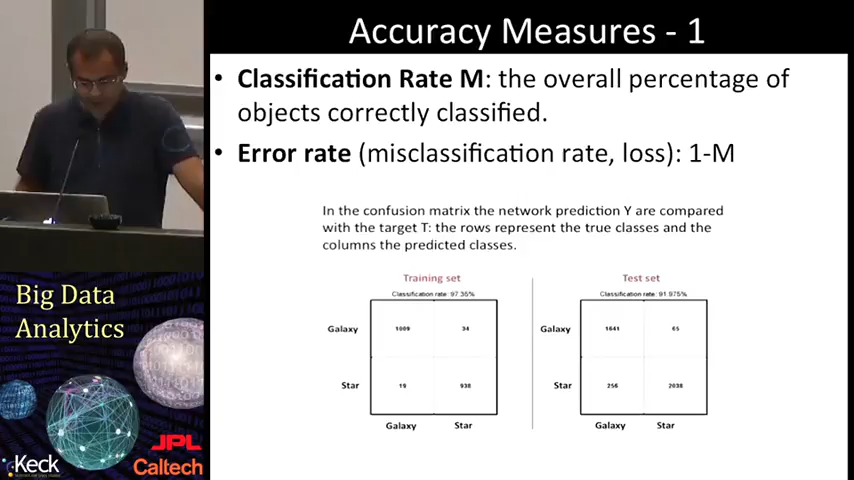 Accuracy Measures - 1
• Classification Rate M: the overall percentage of
objects correctly classified.
• Error rate (misclassification rate, loss): 1-M
In the confusion matrix the network prediction Y are compared
with the target T: the rows represent the true classes and the
columns the predicted classes.
Training set
Classification rate: 97.35%
Galaxy 1009 34
Star 19 938
Galaxy Star
Test set
Classification rate: 91.975%
Galaxy 1641 65
Star 256 2038
Galaxy Star
Big Data
Analytics
JPL
Keck
Caltech